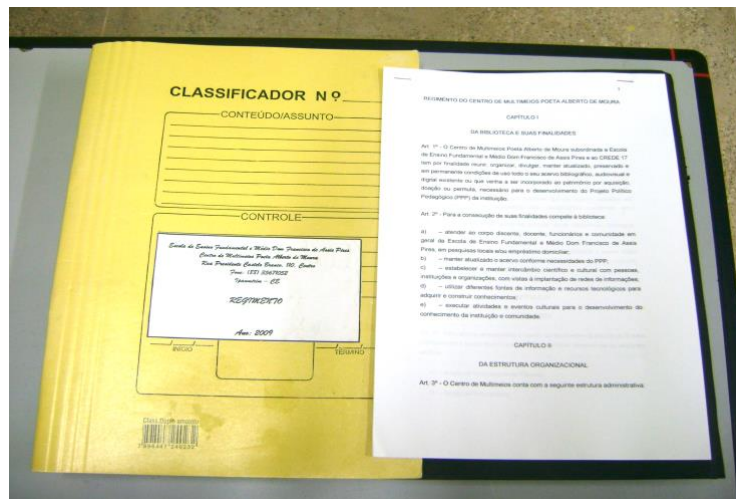 CLASSIFICADOR Nº
CONTEÚDO/ASSUNTO
CONTROLE
Escola de Ensino Fundamental e Médio Dom Francisco de Assis Pires
Centro de Multimeios Poeta Alberto de Moura
Rua Presidente Castelo Branco, 110, Centro
Fone: (88)
– CE
REGIMENTO
Ano: 2009
INÍCIO
TÉRMINO
REGIMENTO DO CENTRO DE MULTIMEIOS POETA ALBERTO DE MOURA
CAPÍTULO I
DA BIBLIOTECA E SUAS FINALIDADES
Art. 1º - O Centro de Multimeios Poeta Alberto de Moura subordinada a Escola
de Ensino Fundamental e Médio Dom Francisco de Assis Pires e ao CREDE 17
tem por finalidade reunir, organizar, divulgar, manter atualizado, preservado e
em permanente condições de uso todo o seu acervo bibliográfico, audiovisual e
digital existente ou que venha a ser incorporado ao patrimônio por aquisição,
doação ou permuta, necessário para o desenvolvimento do Projeto Político
Pedagógico (PPP) da instituição.
Art. 2º - Para a consecução de suas finalidades compete à biblioteca:
a) – atender ao corpo discente, docente, funcionários e comunidade em
geral da Escola de Ensino Fundamental e Médio Dom Francisco de Assis
Pires, em pesquisas locais e/ou empréstimo domiciliar;
b) – manter atualizado o acervo conforme necessidades do PPP;
c) – estabelecer e manter intercâmbio científico e cultural com pessoas,
instituições e organizações, com vistas à implantação de redes de informações;
d) – utilizar diferentes fontes de informação e recursos tecnológicos para
adquirir e construir conhecimentos;
e) – executar atividades e eventos culturais para o desenvolvimento do
conhecimento da instituição e comunidade.
CAPÍTULO II
DA ESTRUTURA ORGANIZACIONAL
Art. 3º - O Centro de Multimeios conta com a seguinte estrutura administrativa